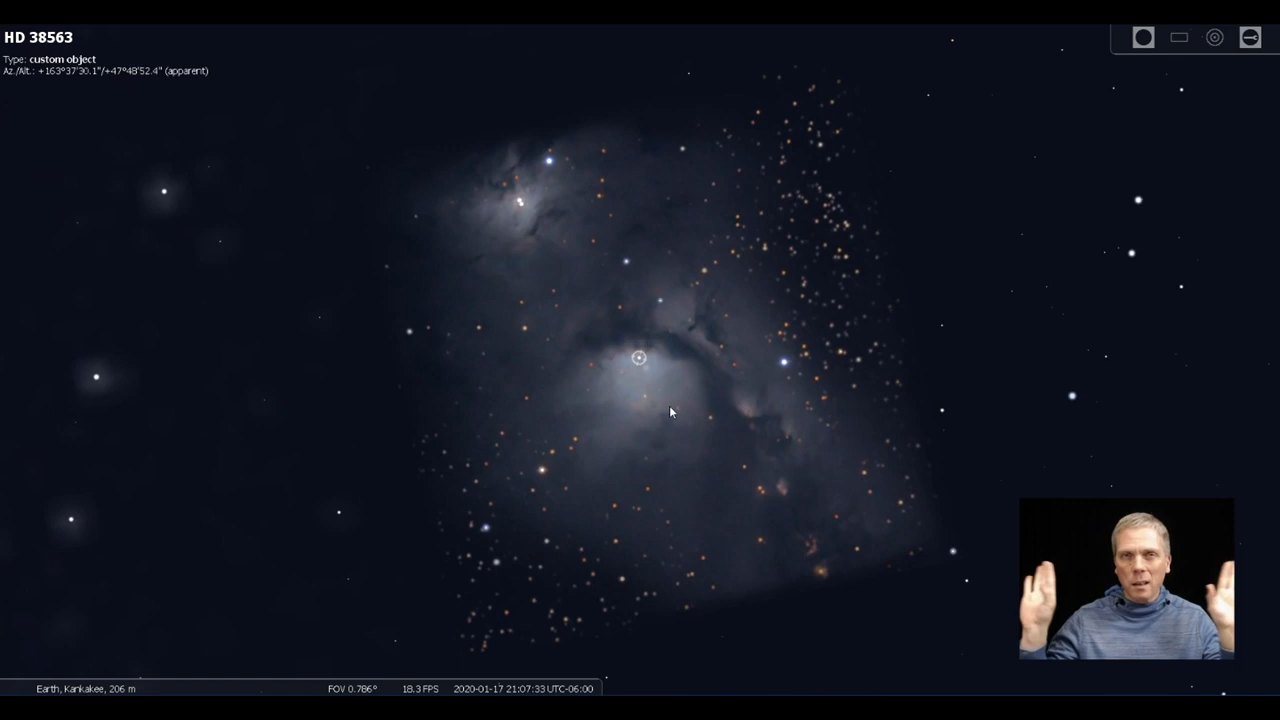 HD 38563
Type: custom object
Az./Alt.: +163°37'30.1"/+47°48'52.4" (apparent)
Earth, Kankakee, 206 m FOV 0.786° 18.3 FPS 2020-01-17 21:07:33 UTC-06:00